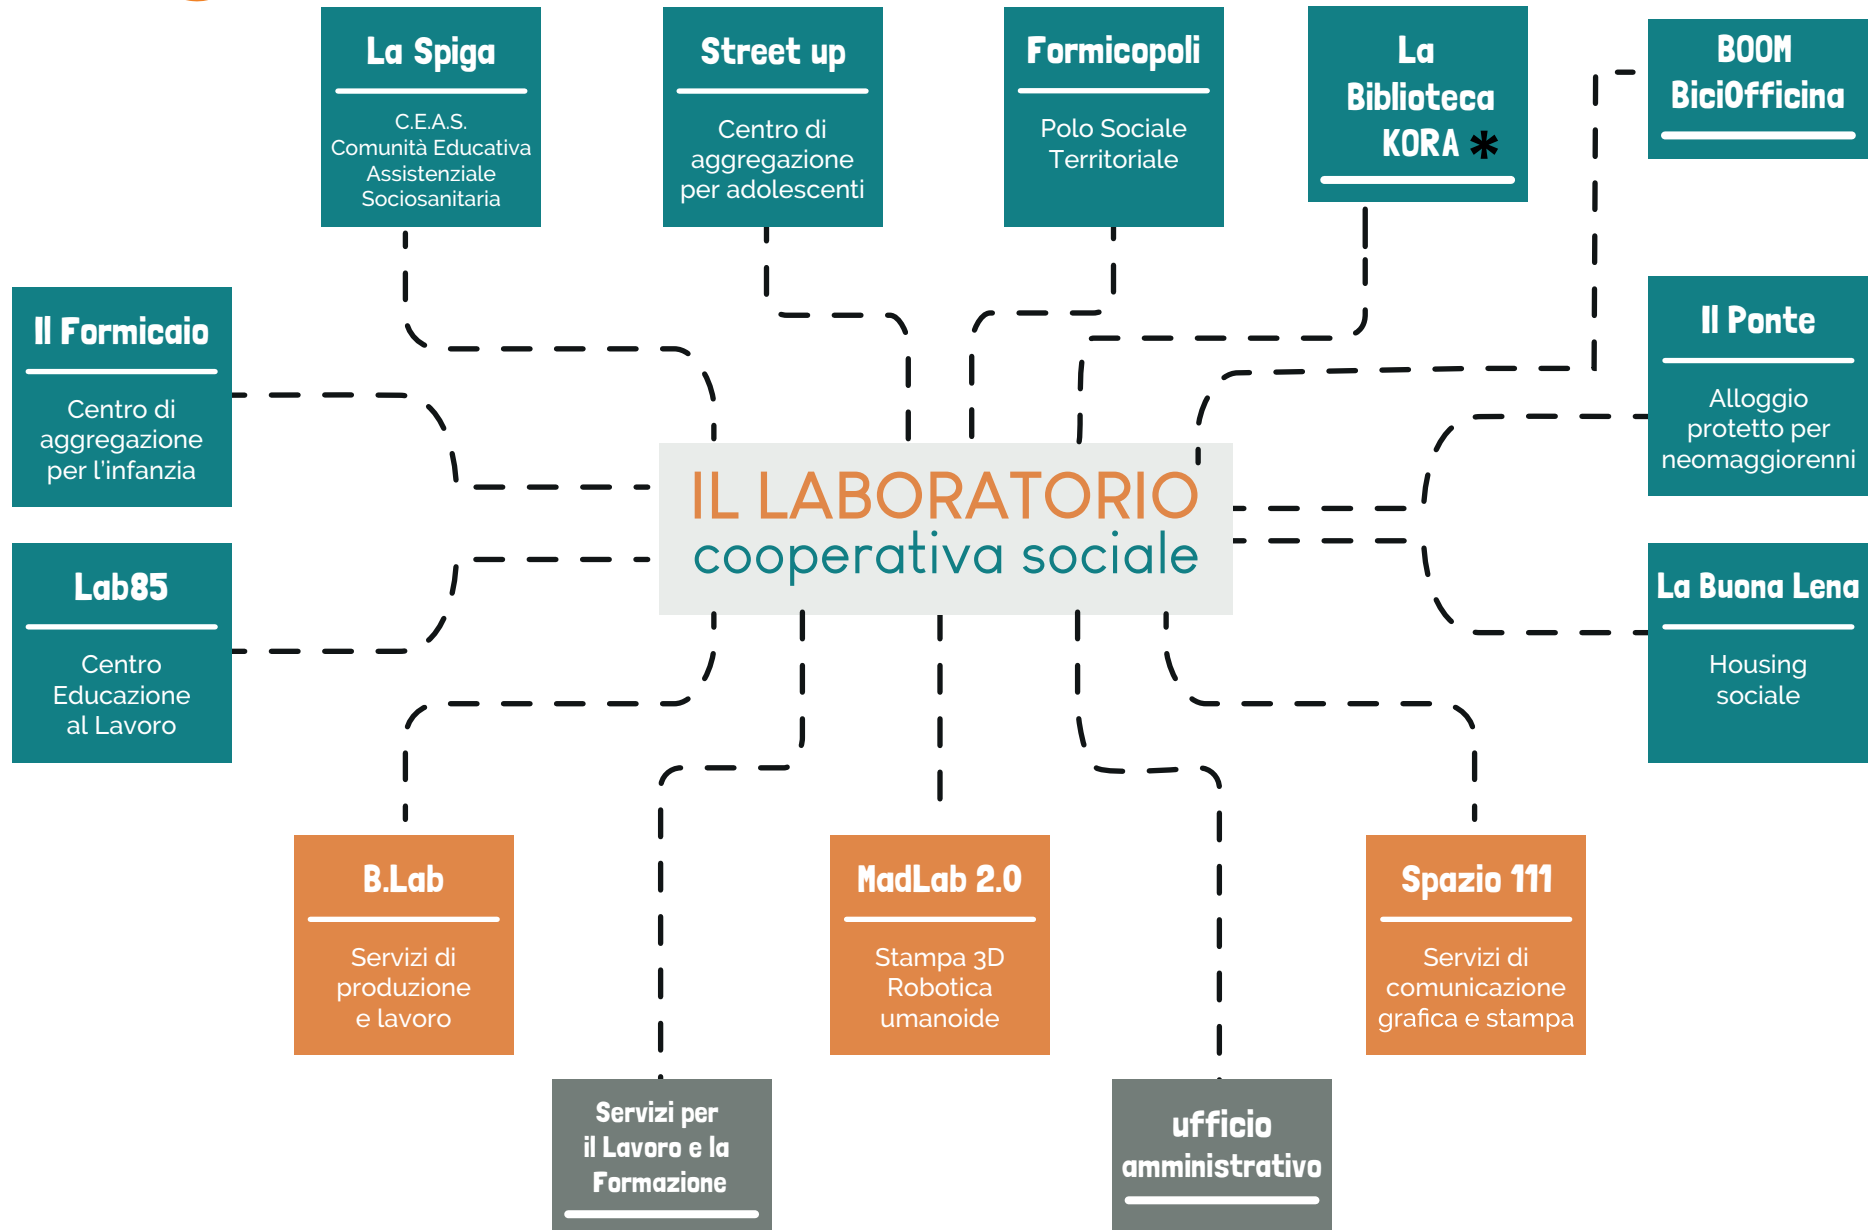 La Spiga
C.E.A.S.
Comunità Educativa
Assistenziale
Sociosanitaria
Street up
Centro di
aggregazione
per adolescenti
Formicopoli
Polo Sociale
Territoriale
La
Biblioteca
KORA *
BOOM
BiciOfficina
Il Formicaio
Centro di
aggregazione
per l'infanzia
Il Ponte
Alloggio
protetto per
neomaggiorenni
IL LABORATORIO
cooperativa sociale
Lab85
Centro
Educazione
al Lavoro
La Buona Lena
Housing
sociale
B.Lab
Servizi di
produzione
e lavoro
MadLab 2.0
Stampa 3D
Robotica
umanoide
Spazio 111
Servizi di
comunicazione
grafica e stampa
Servizi per
il Lavoro e la
Formazione
ufficio
amministrativo